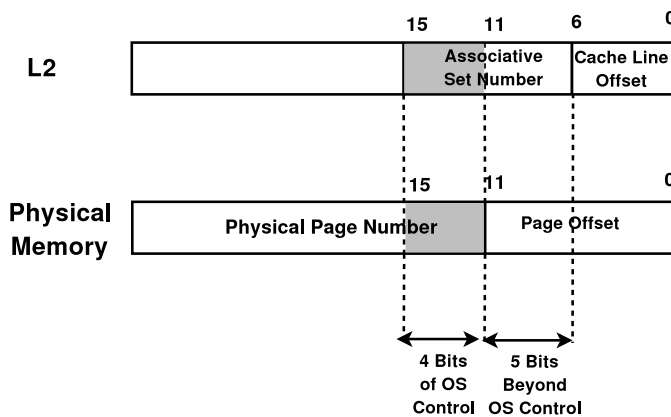 15 11 6 0
L2
Associative
Set Number
Cache Line
Offset
15 11 0
Physical
Memory
Physical Page Number
Page Offset
4 Bits
of OS
Control
5 Bits
Beyond
OS Control